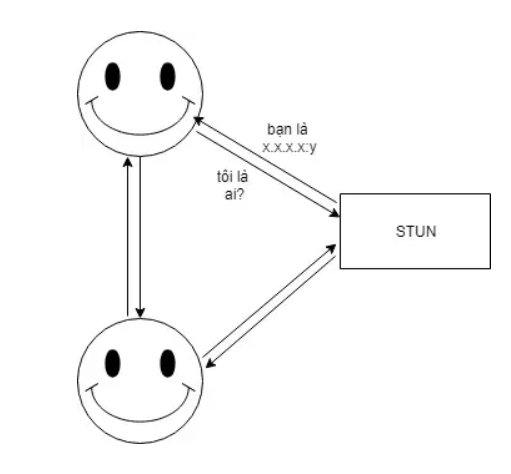 bạn là
x.x.x.x:y
tôi là
ai?
STUN